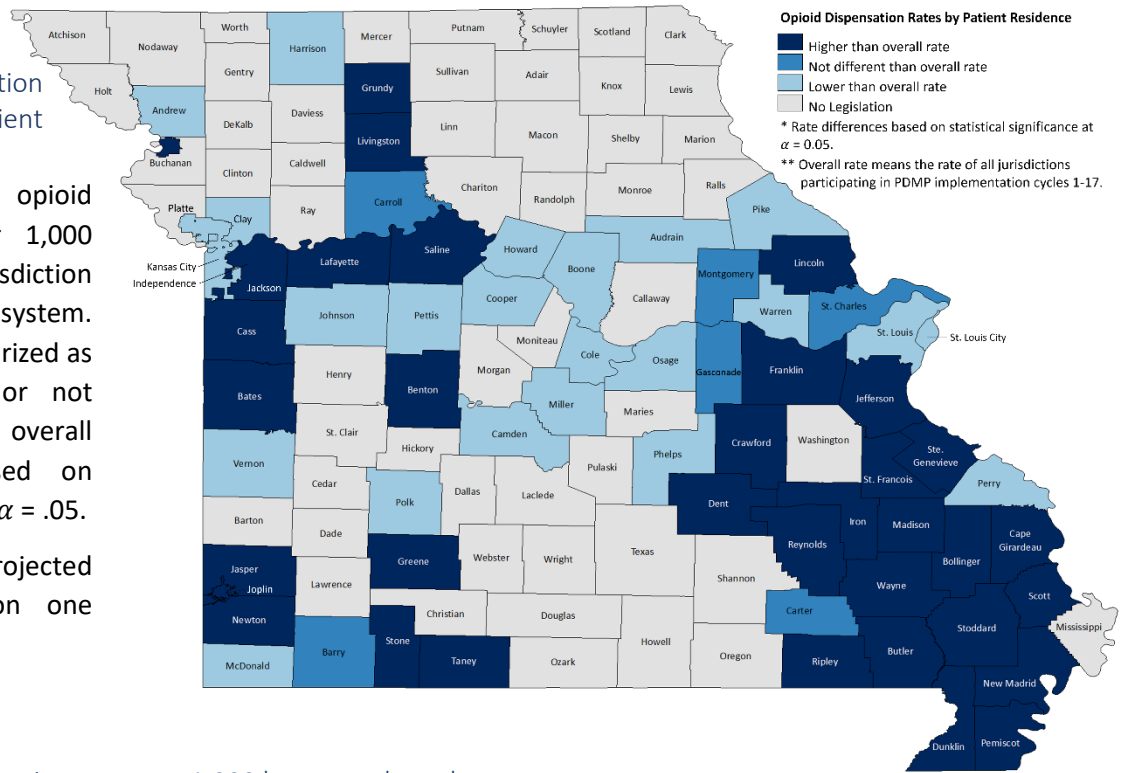 tion
ient
opioid
1,000
sdiction
system.
rized as
or not
overall
sed on
𝛼 = .05.
rojected
on one
Opioid Dispensation Rates by Patient Residence
Higher than overall rate
Not different than overall rate
Lower than overall rate
No Legislation
* Rate differences based on statistical significance at
𝛼 = 0.05.
** Overall rate means the rate of all jurisdictions
participating in PDMP implementation cycles 1-17.
Atchison
Nodaway
Worth
Harrison
Mercer
Putnam
Schuyler
Scotland
Clark
Gentry
Sullivan
Adair
Knox
Lewis
Holt
Andrew
DeKalb
Daviess
Grundy
Livingston
Linn
Macon
Shelby
Marion
Buchanan
Clinton
Caldwell
Chariton
Randolph
Monroe
Ralls
Platte
Clay
Ray
Carroll
Pike
Kansas City
Independence
Jackson
Lafayette
Saline
Howard
Boone
Audrain
Callaway
Montgomery
Lincoln
Warren
St. Charles
St. Louis
St. Louis City
Cass
Johnson
Pettis
Cooper
Moniteau
Cole
Osage
Gasconade
Franklin
Jefferson
Bates
Henry
Benton
Morgan
Miller
Maries
St. Clair
Hickory
Camden
Pulaski
Phelps
Crawford
Washington
Ste.
Genevieve
St. Francois
Perry
Vernon
Cedar
Polk
Dallas
Laclede
Dent
Iron
Madison
Reynolds
Bollinger
Cape
Girardeau
Barton
Dade
Greene
Webster
Wright
Texas
Shannon
Wayne
Scott
Mississippi
Jasper
Joplin
Lawrence
Christian
Douglas
Carter
Stoddard
Newton
McDonald
Barry
Stone
Taney
Ozark
Howell
Oregon
Ripley
Butler
New Madrid
Dunklin
Pemiscot